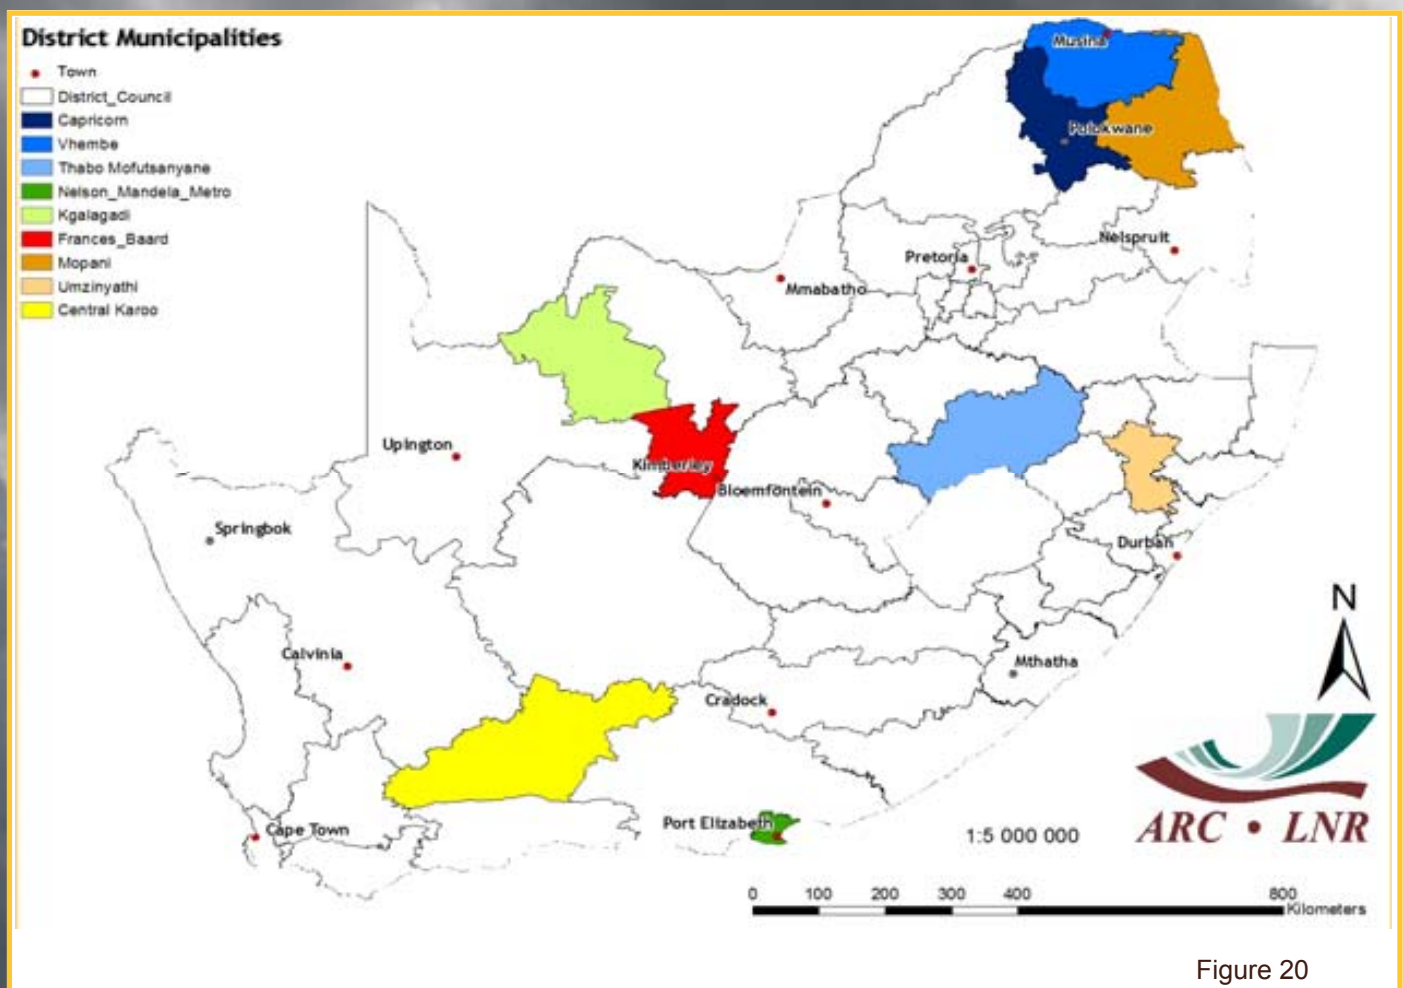 District Municipalities
Town
District_Council
Capricorn
Vhembe
Thabo Mofutsanyane
Nelson_Mandela_Metro
Kgalagadi
Frances_Baard
Mopani
Umzinyathi
Central Karoo
Musina
Polokwane
Nelspruit
Pretoria
Mmabatho
Upington
Kimberley
Bloemfontein
Springbok
Durban
N
Calvinia
Mthatha
Cradock
Port Elizabeth
Cape Town
1:5 000 000
ARC • LNR
0 100 200 300 400 800
Kilometers
Figure 20